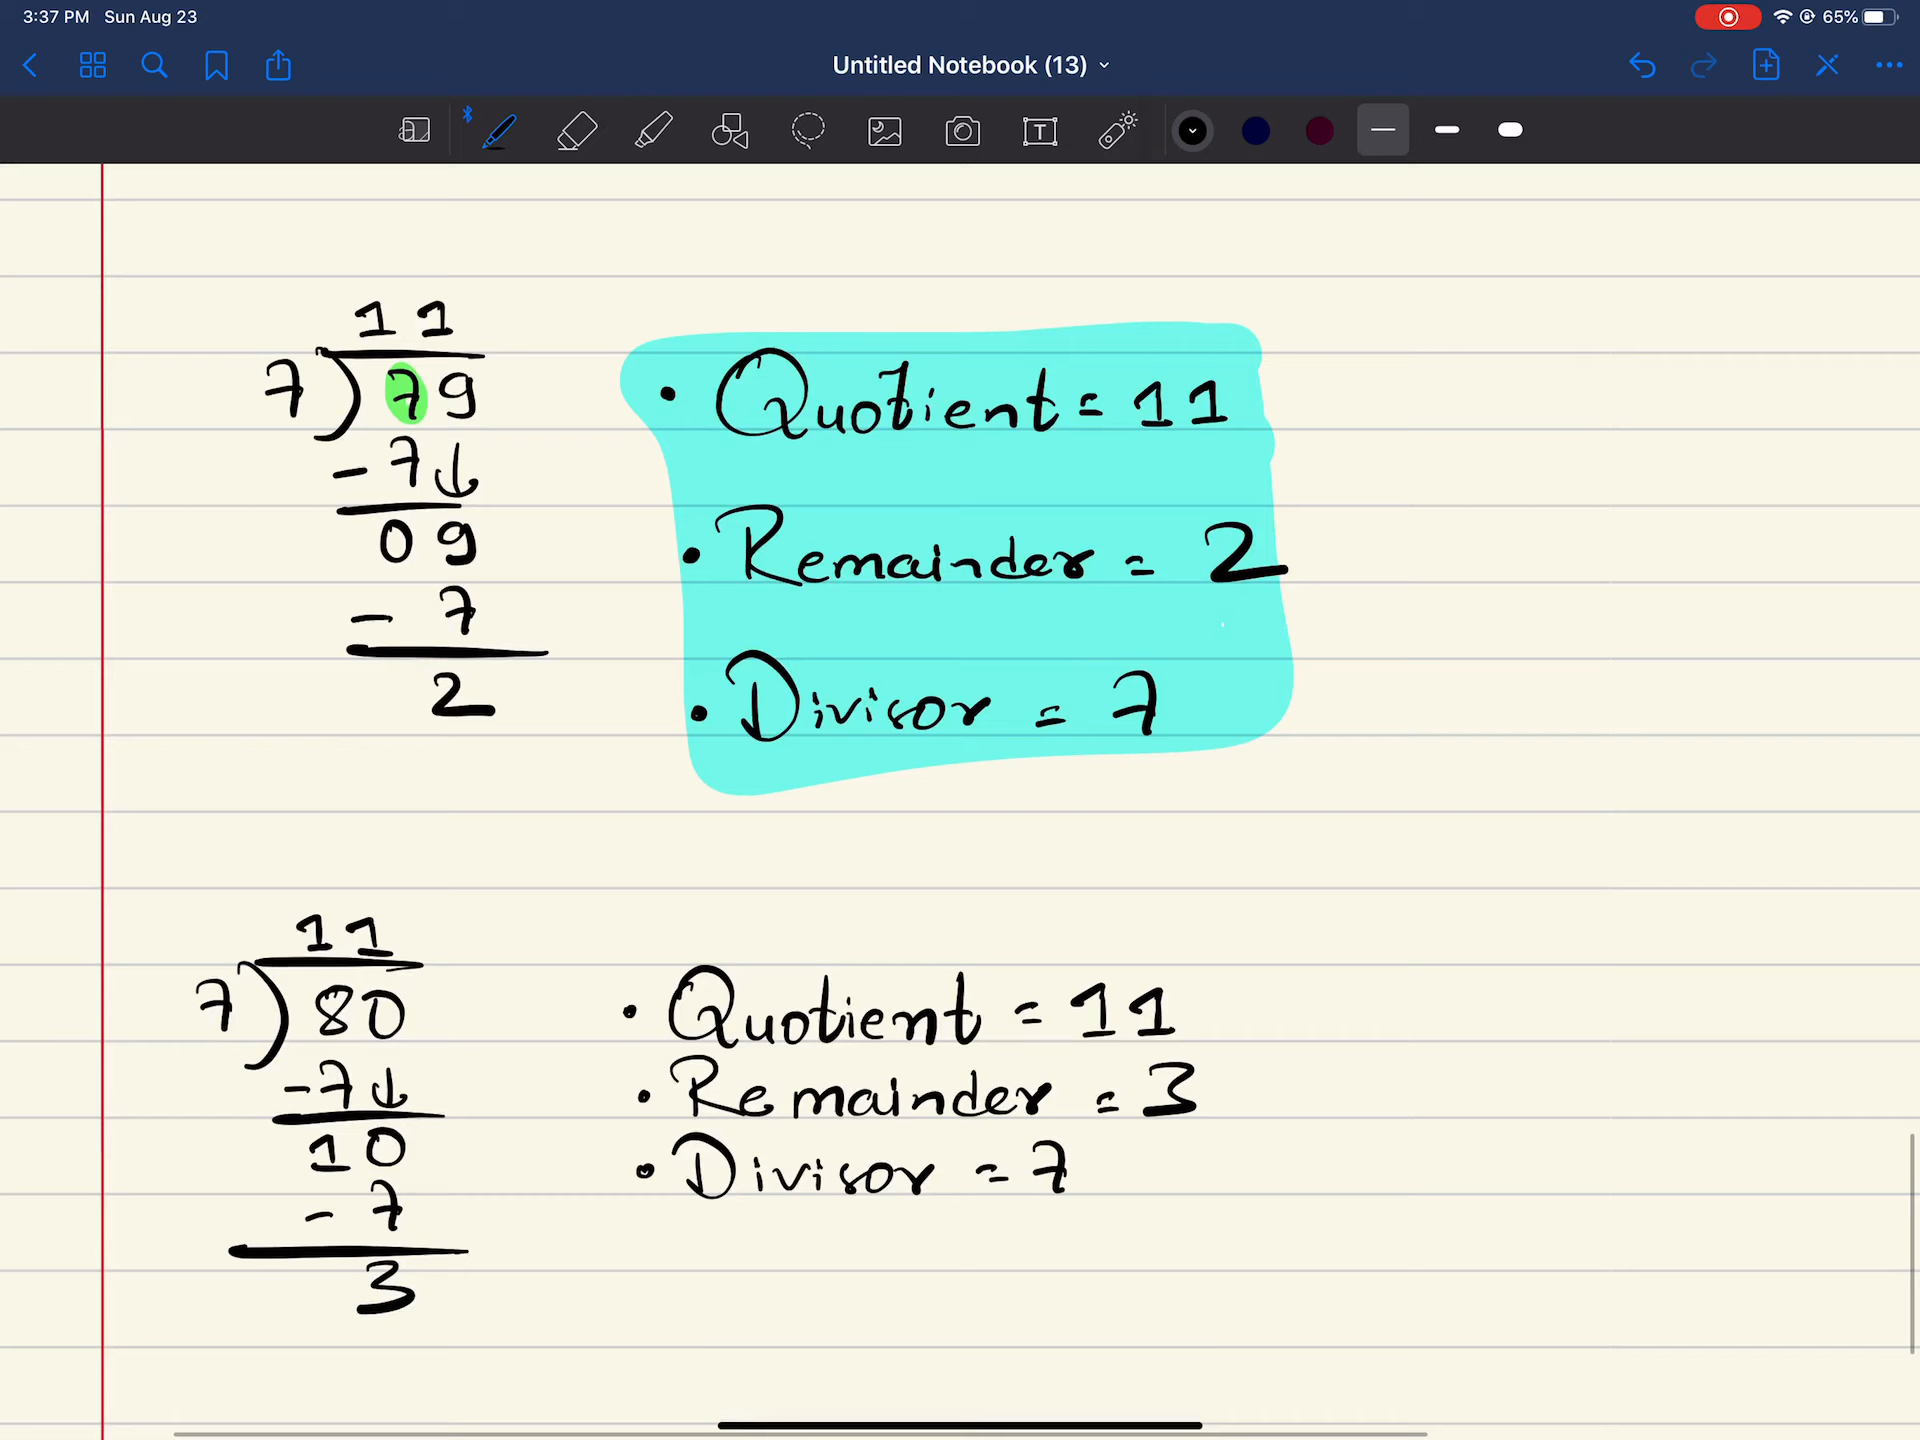 3:37 PM Sun Aug 23
65%
Untitled Notebook (13)
11
7)79
-7↓
09
- 7
2
• Quotient = 11
• Remainder = 2
• Divisor = 7
11
7)80
-7↓
10
- 7
3
• Quotient = 11
• Remainder = 3
• Divisor = 7